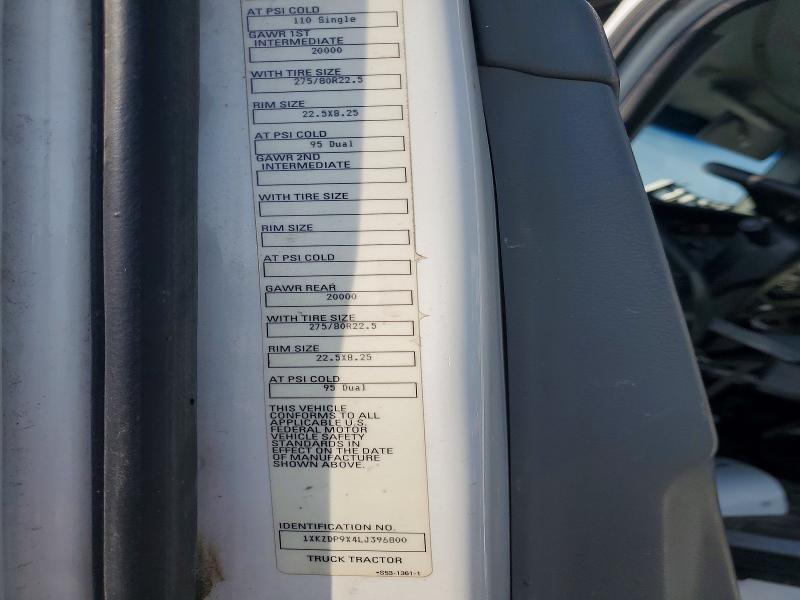 AT PSI COLD
110 Single
GAWR 1ST
INTERMEDIATE
20000
WITH TIRE SIZE
275/80R22.5
RIM SIZE
22.5X8.25
AT PSI COLD
95 Dual
GAWR 2ND
INTERMEDIATE
WITH TIRE SIZE
RIM SIZE
AT PSI COLD
GAWR REAR
20000
WITH TIRE SIZE
275/80R22.5
RIM SIZE
22.5X8.25
AT PSI COLD
95 Dual
THIS VEHICLE
CONFORMS TO ALL
APPLICABLE U.S.
FEDERAL MOTOR
VEHICLE SAFETY
STANDARDS IN
EFFECT ON THE DATE
OF MANUFACTURE
SHOWN ABOVE.
IDENTIFICATION NO.
1XKZDP9X4LJ396800
TRUCK TRACTOR
•S53-1361-1